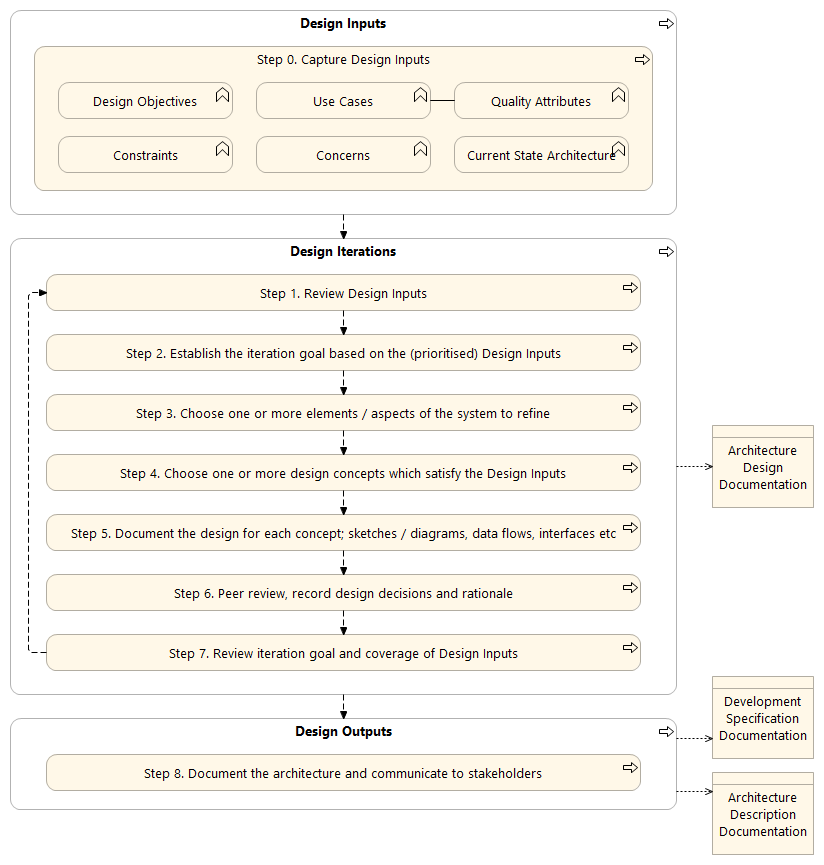 Design Inputs
Step 0. Capture Design Inputs
Design Objectives
Use Cases
Quality Attributes
Constraints
Concerns
Current State Architecture
Design Iterations
Step 1. Review Design Inputs
Step 2. Establish the iteration goal based on the (prioritised) Design Inputs
Step 3. Choose one or more elements / aspects of the system to refine
Step 4. Choose one or more design concepts which satisfy the Design Inputs
Step 5. Document the design for each concept; sketches / diagrams, data flows, interfaces etc
Step 6. Peer review, record design decisions and rationale
Step 7. Review iteration goal and coverage of Design Inputs
Architecture
Design
Documentation
Design Outputs
Step 8. Document the architecture and communicate to stakeholders
Development
Specification
Documentation
Architecture
Description
Documentation